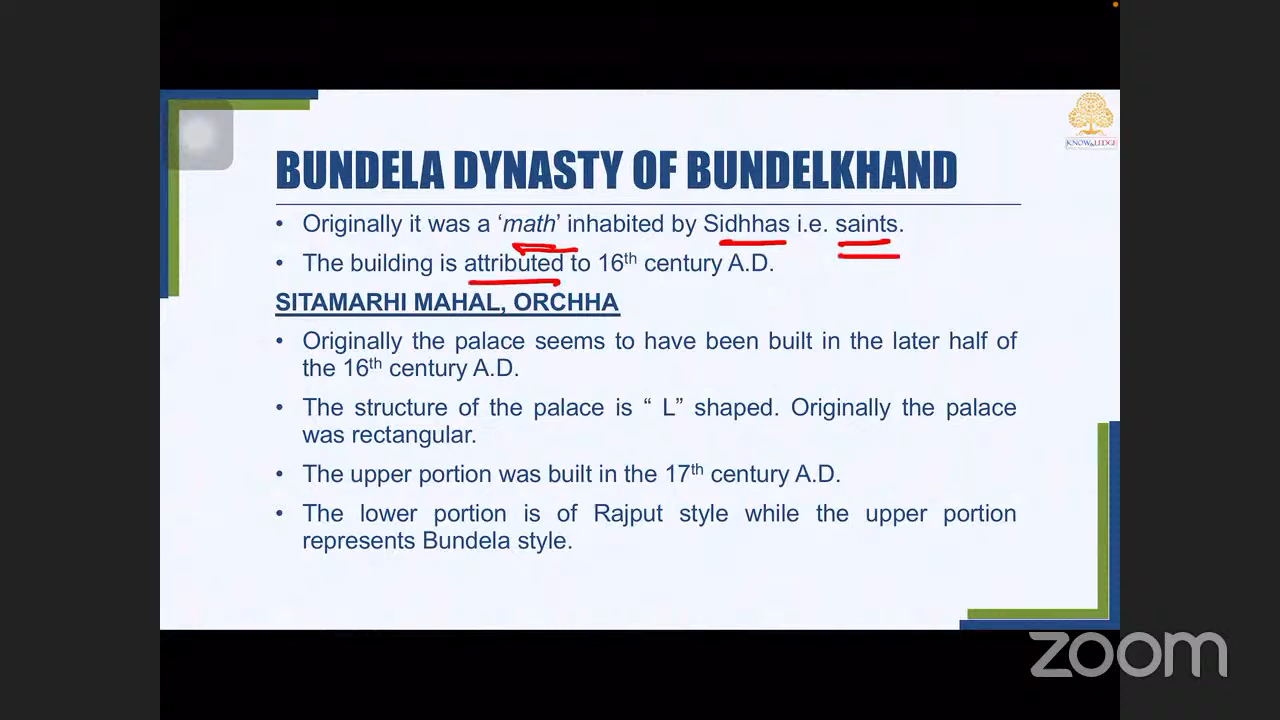 KNOWLEDGE
BUNDELA DYNASTY OF BUNDELKHAND
• Originally it was a ‘math’ inhabited by Sidhhas i.e. saints.
• The building is attributed to 16th century A.D.
SITAMARHI MAHAL, ORCHHA
• Originally the palace seems to have been built in the later half of
the 16th century A.D.
• The structure of the palace is “ L” shaped. Originally the palace
was rectangular.
• The upper portion was built in the 17th century A.D.
• The lower portion is of Rajput style while the upper portion
represents Bundela style.
zoom